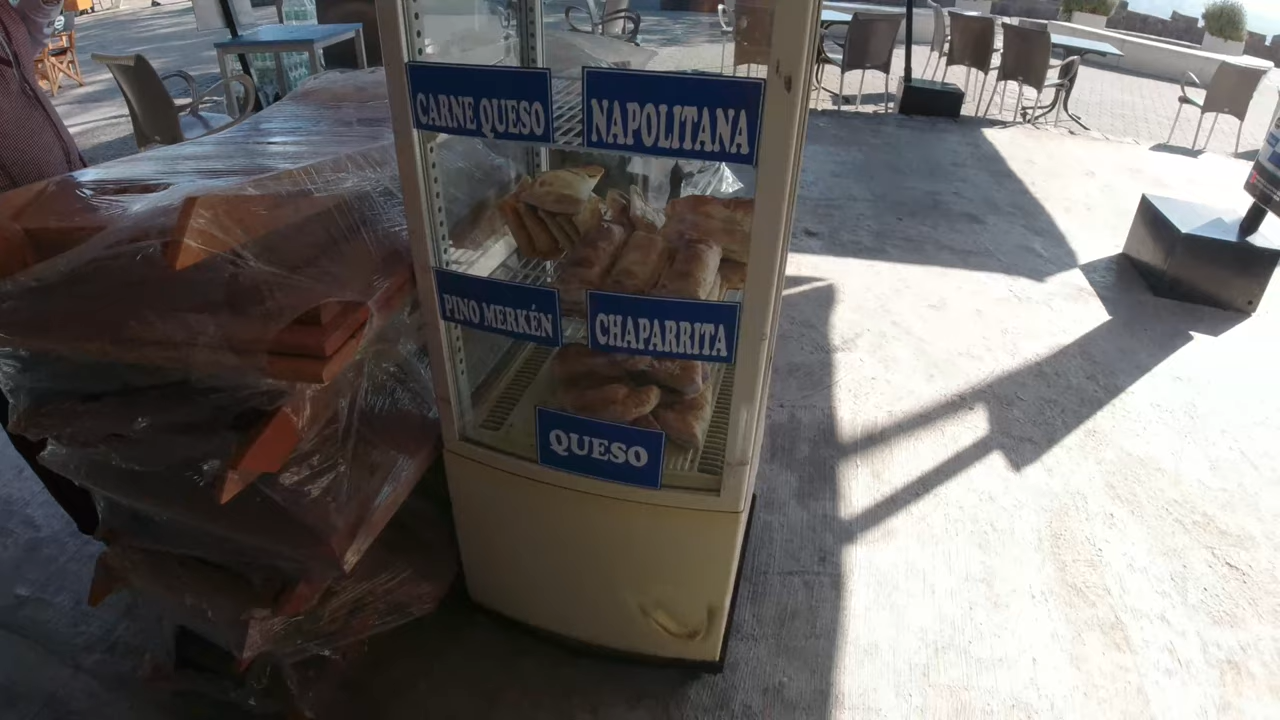 CARNE QUESO
NAPOLITANA
PINO MERKÉN
CHAPARRITA
QUESO